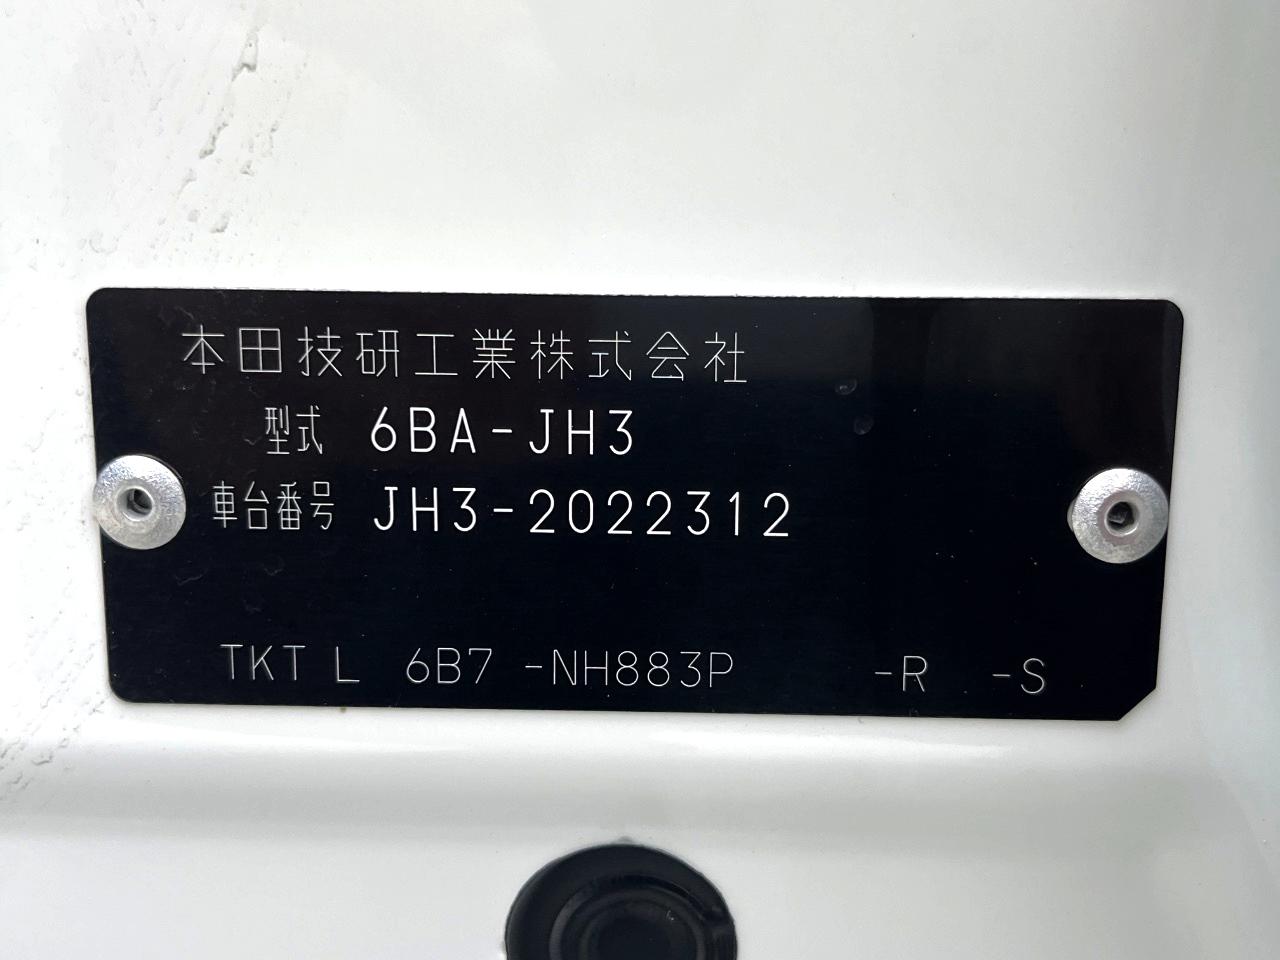 本田技研工業株式会社
型式 6BA-JH3
車台番号 JH3-2022312
TKT L 6B7 -NH883P -R -S